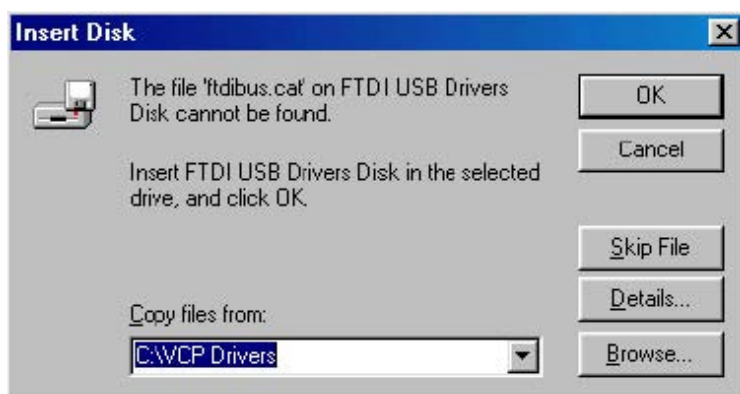 Insert Disk
The file 'ftdibus.cat' on FTDI USB Drivers
Disk cannot be found.
Insert FTDI USB Drivers Disk in the selected
drive, and click OK.
Copy files from:
C:\VCP Drivers
OK
Cancel
Skip File
Details...
Browse...